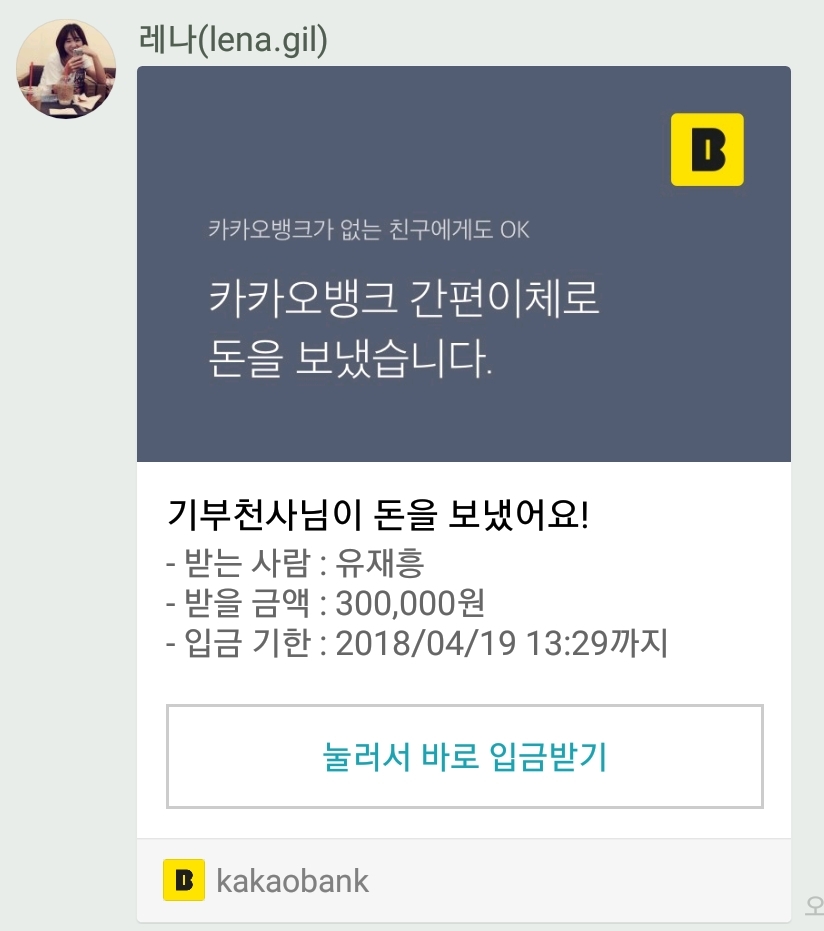 레나(lena.gil)
B
카카오뱅크가 없는 친구에게도 OK
카카오뱅크 간편이체로
돈을 보냈습니다.
기부천사님이 돈을 보냈어요!
- 받는 사람 : 유재흥
- 받을 금액 : 300,000원
- 입금 기한 : 2018/04/19 13:29까지
눌러서 바로 입금받기
B kakaobank